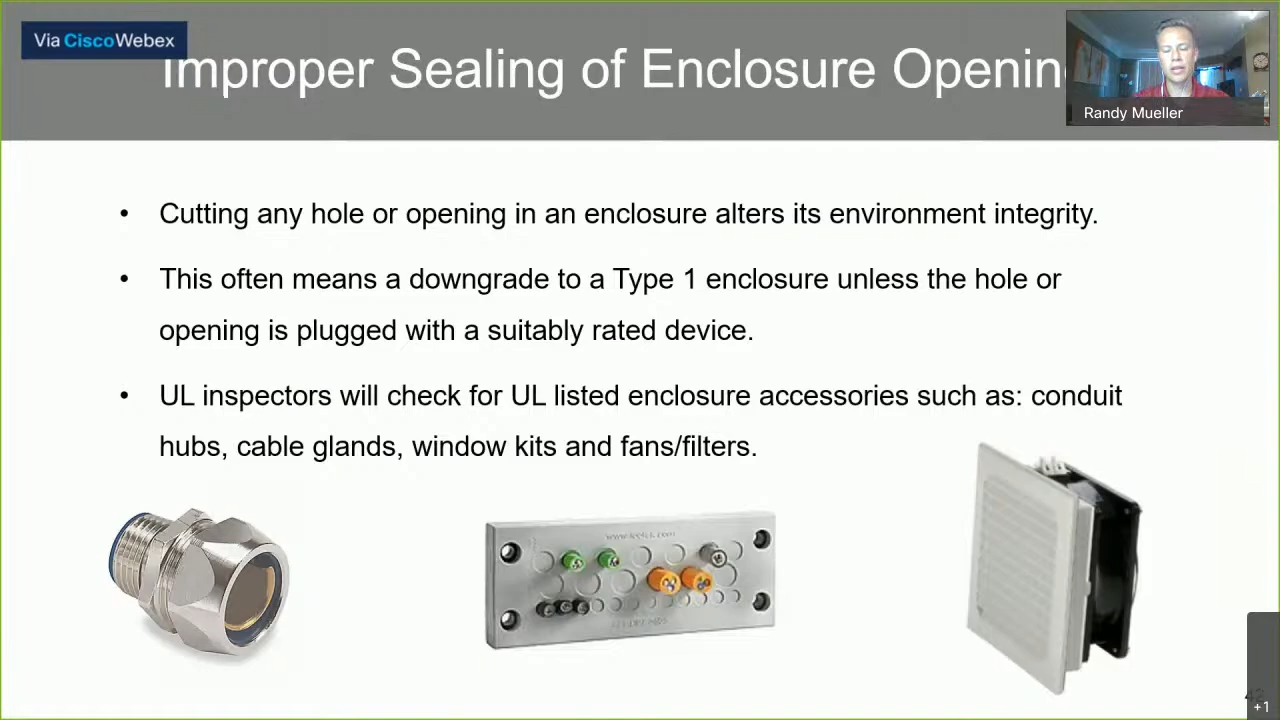 Via CiscoWebex
Improper Sealing of Enclosure Openin
Randy Mueller
• Cutting any hole or opening in an enclosure alters its environment integrity.
• This often means a downgrade to a Type 1 enclosure unless the hole or
opening is plugged with a suitably rated device.
• UL inspectors will check for UL listed enclosure accessories such as: conduit
hubs, cable glands, window kits and fans/filters.
+1